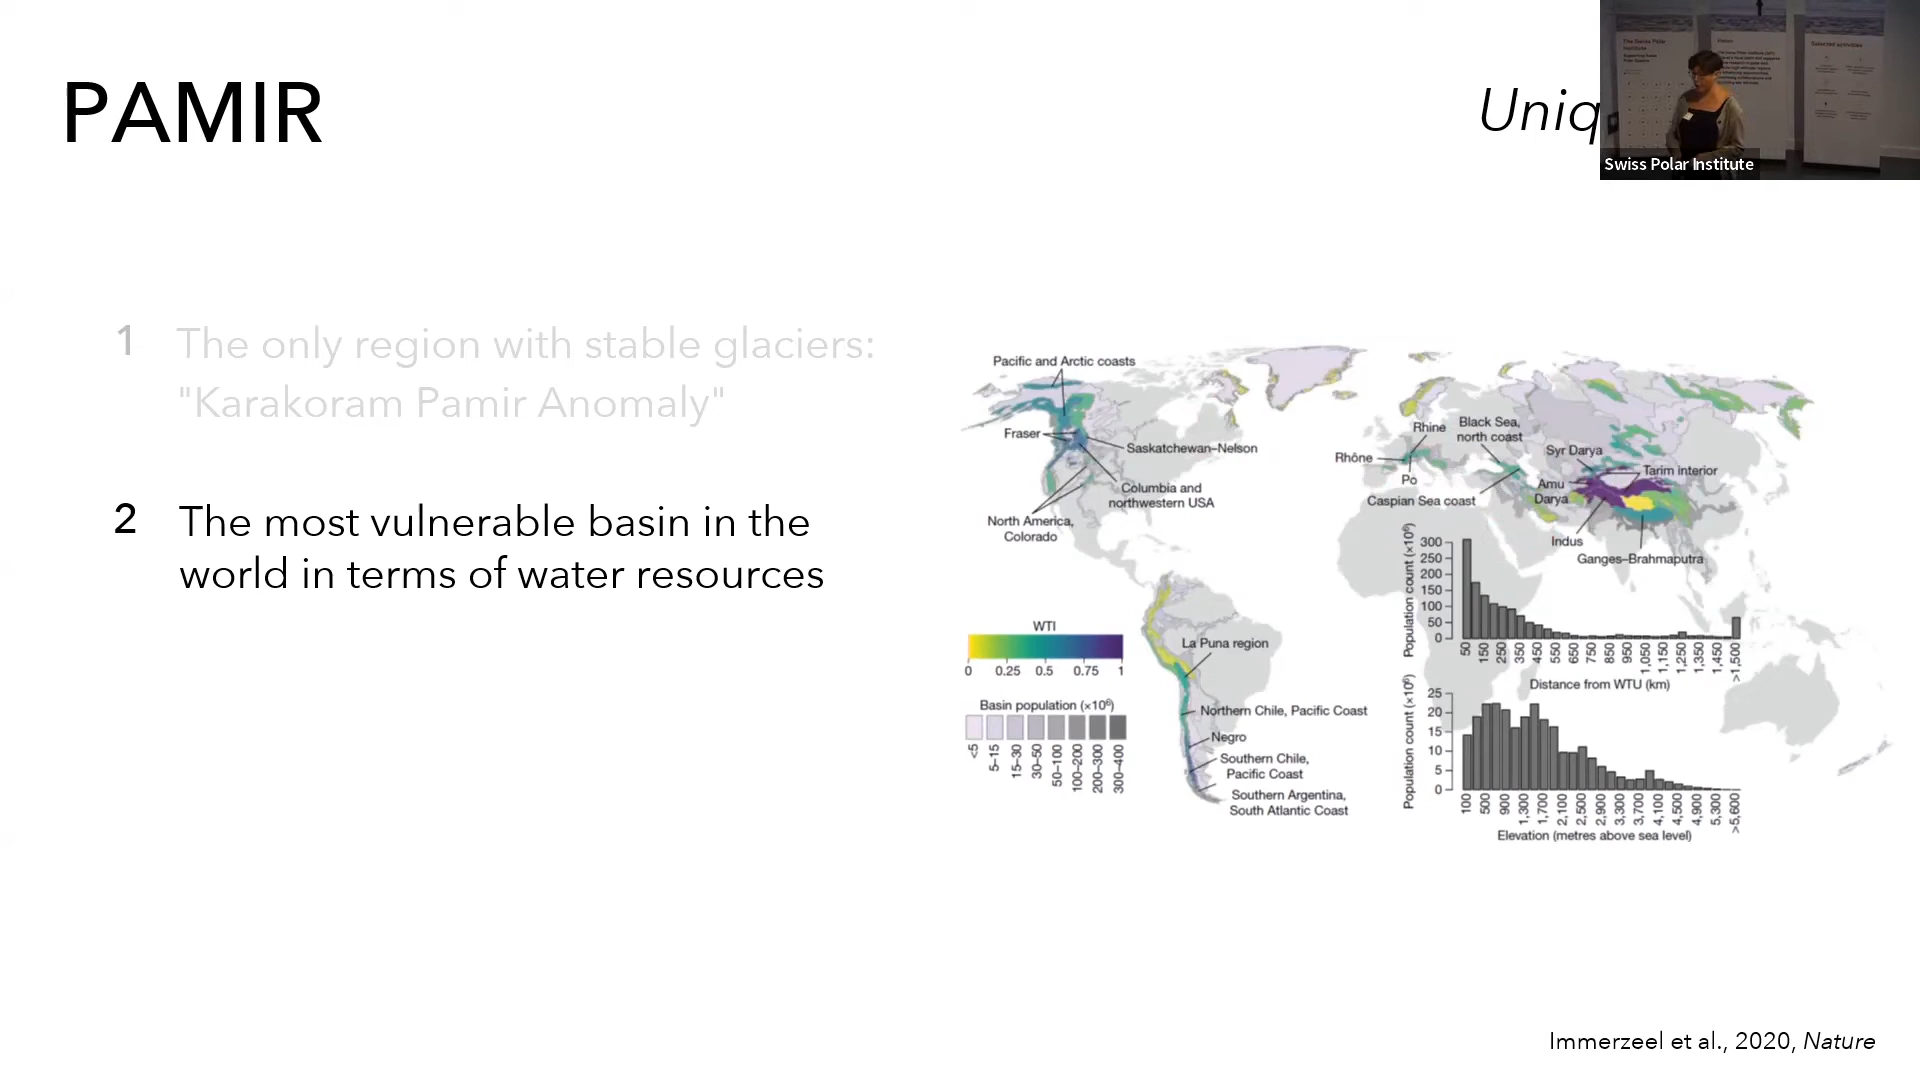 PAMIR
Uniq
The Swiss Polar
Institute
Selected activities
Swiss Polar Institute
1 The only region with stable glaciers:
"Karakoram Pamir Anomaly"
2 The most vulnerable basin in the
world in terms of water resources
Pacific and Arctic coasts
Fraser
Saskatchewan–Nelson
Columbia and
northwestern USA
North America,
Colorado
Rhine
Black Sea,
north coast
Rhône
Po
Caspian Sea coast
Syr Darya
Tarim interior
Amu
Darya
Indus
Ganges–Brahmaputra
WTI
0 0.25 0.5 0.75 1
Basin population (×10⁶)
<5 5–15 15–30 30–50 50–100 100–200 200–300 300–400
La Puna region
Northern Chile, Pacific Coast
Negro
Southern Chile,
Pacific Coast
Southern Argentina,
South Atlantic Coast
Population count (×10⁶)
300
250
200
150
100
50
0
50 150 250 350 450 550 650 750 850 950 1,050 1,150 1,250 1,350 1,450 >1,500
Distance from WTU (km)
Population count (×10⁶)
25
20
15
10
5
0
100 500 900 1,300 1,700 2,100 2,500 2,900 3,300 3,700 4,100 4,500 4,900 5,300 >5,600
Elevation (metres above sea level)
Immerzeel et al., 2020, Nature